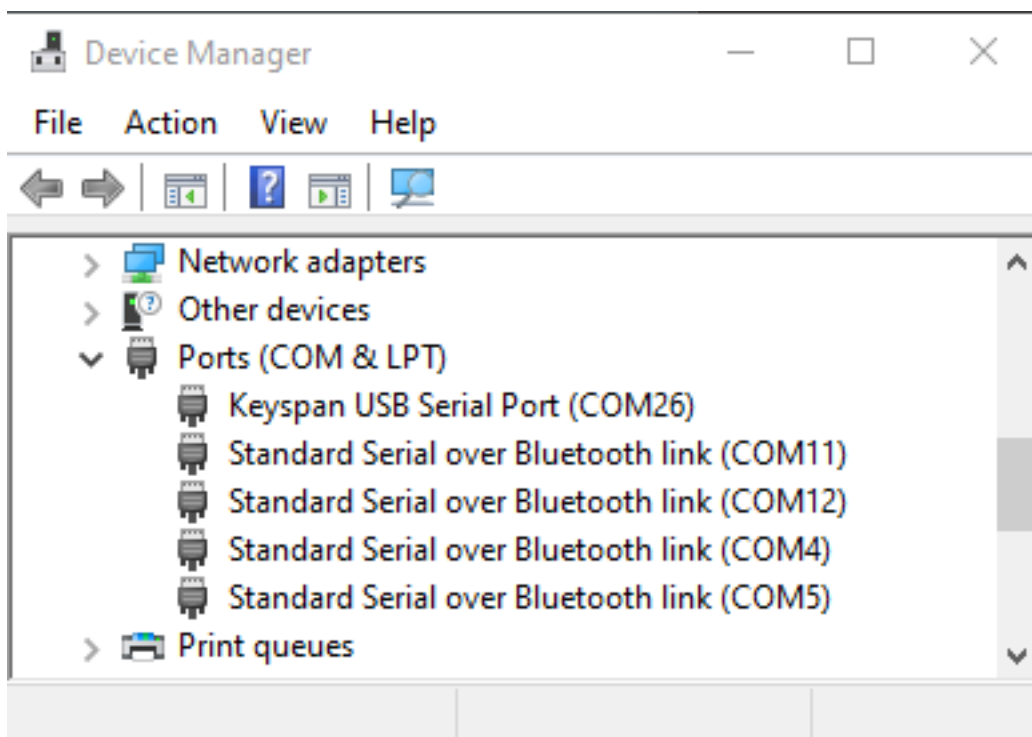 Device Manager
File Action View Help
Network adapters
Other devices
Ports (COM & LPT)
Keyspan USB Serial Port (COM26)
Standard Serial over Bluetooth link (COM11)
Standard Serial over Bluetooth link (COM12)
Standard Serial over Bluetooth link (COM4)
Standard Serial over Bluetooth link (COM5)
Print queues